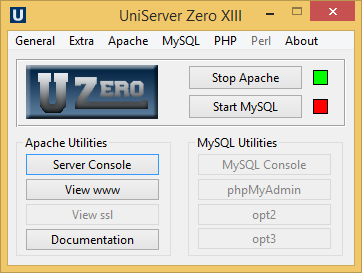 U UniServer Zero XIII
General Extra Apache MySQL PHP Perl About
U ZERO Stop Apache
Start MySQL
Apache Utilities MySQL Utilities
Server Console MySQL Console
View www phpMyAdmin
View ssl opt2
Documentation opt3